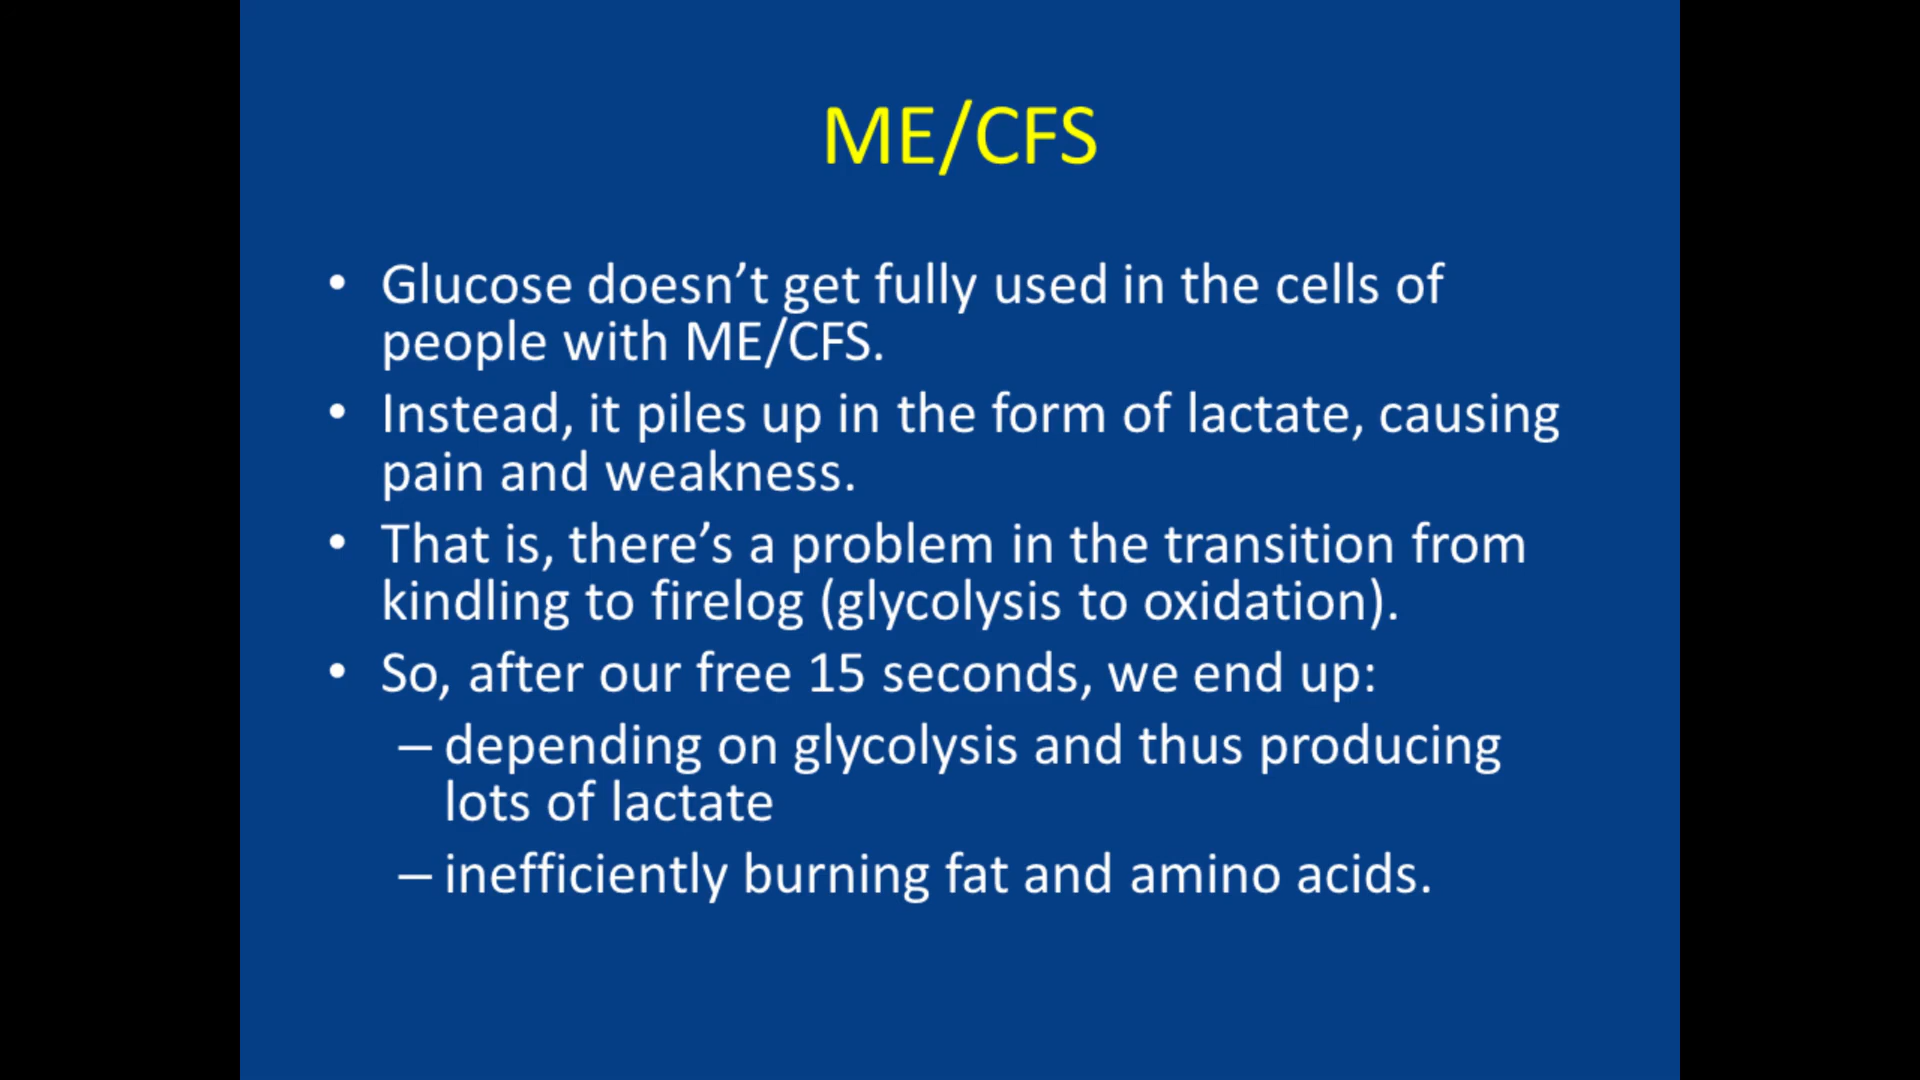 ME/CFS
• Glucose doesn’t get fully used in the cells of
people with ME/CFS.
• Instead, it piles up in the form of lactate, causing
pain and weakness.
• That is, there’s a problem in the transition from
kindling to firelog (glycolysis to oxidation).
• So, after our free 15 seconds, we end up:
– depending on glycolysis and thus producing
lots of lactate
– inefficiently burning fat and amino acids.